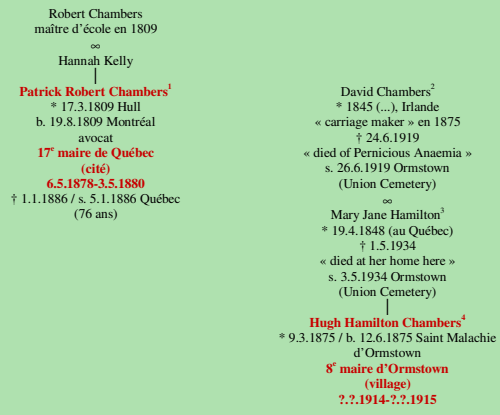 Robert Chambers
maître d'école en 1809
∞
Hannah Kelly
Patrick Robert Chambers¹
* 17.3.1809 Hull
b. 19.8.1809 Montréal
avocat
17ᵉ maire de Québec
(cité)
6.5.1878-3.5.1880
† 1.1.1886 / s. 5.1.1886 Québec
(76 ans)
David Chambers²
* 1845 (...), Irlande
« carriage maker » en 1875
† 24.6.1919
« died of Pernicious Anaemia »
s. 26.6.1919 Ormstown
(Union Cemetery)
∞
Mary Jane Hamilton³
* 19.4.1848 (au Québec)
† 1.5.1934
« died at her home here »
s. 3.5.1934 Ormstown
(Union Cemetery)
Hugh Hamilton Chambers⁴
* 9.3.1875 / b. 12.6.1875 Saint Malachie
d'Ormstown
8ᵉ maire d'Ormstown
(village)
?.?.1914-?.?.1915